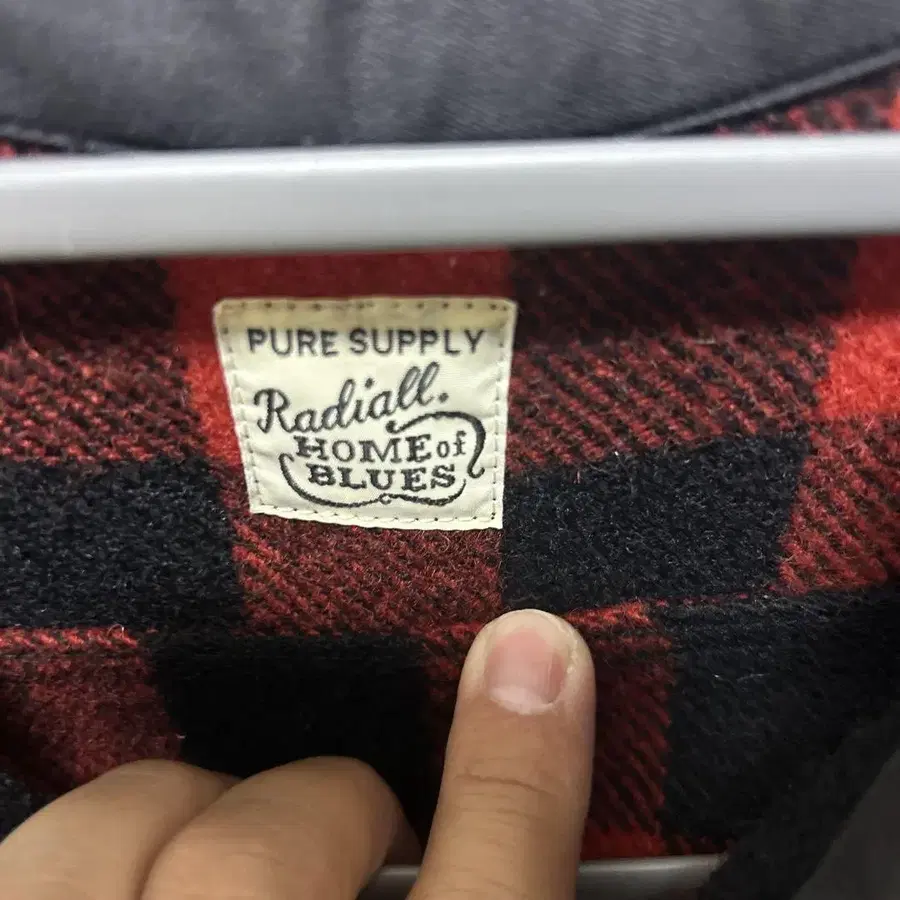 PURE SUPPLY
Radiall.
HOME of
BLUES